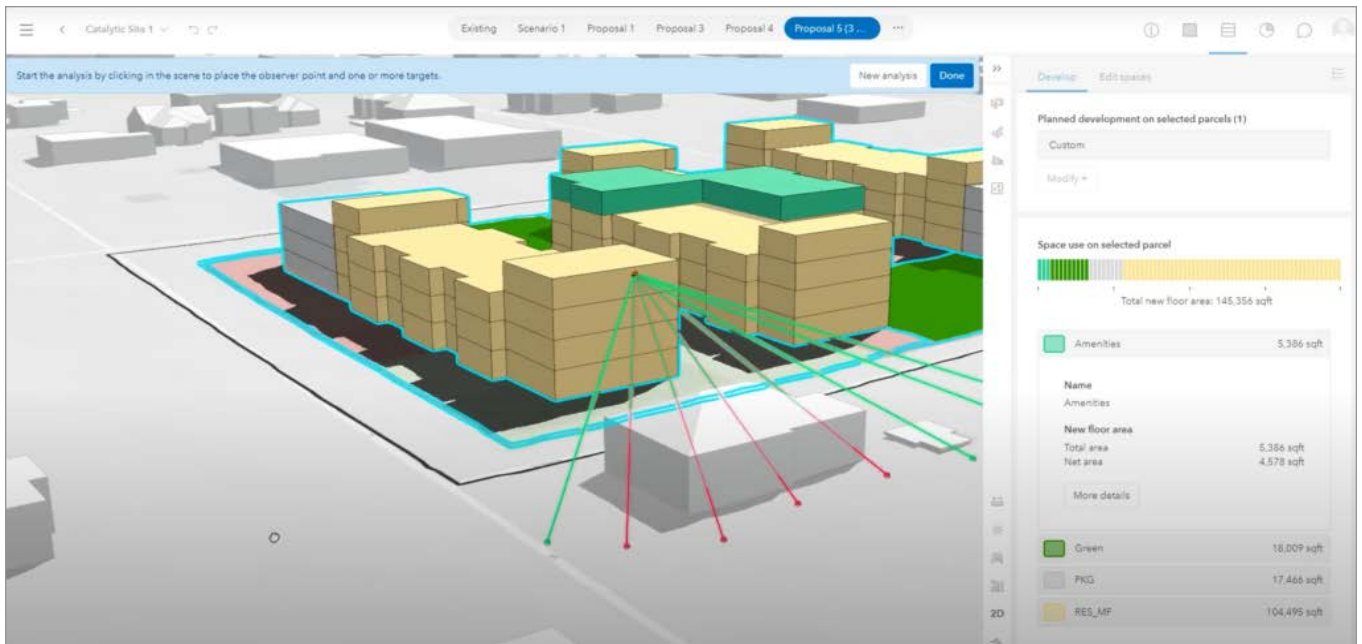 Catalytic Site 1
Existing
Scenario 1
Proposal 1
Proposal 3
Proposal 4
Proposal 5 (3 ...
Start the analysis by clicking in the scene to place the observer point and one or more targets.
New analysis
Done
Develop
Edit spaces
Planned development on selected parcels (1)
Custom
Modify
Space use on selected parcel
Total new floor area: 145,356 sqft
Amenities 5,386 sqft
Name
Amenities
New floor area
Total area 5,386 sqft
Net area 4,578 sqft
More details
Green 18,009 sqft
PKG 17,466 sqft
RES_MF 104,495 sqft
2D